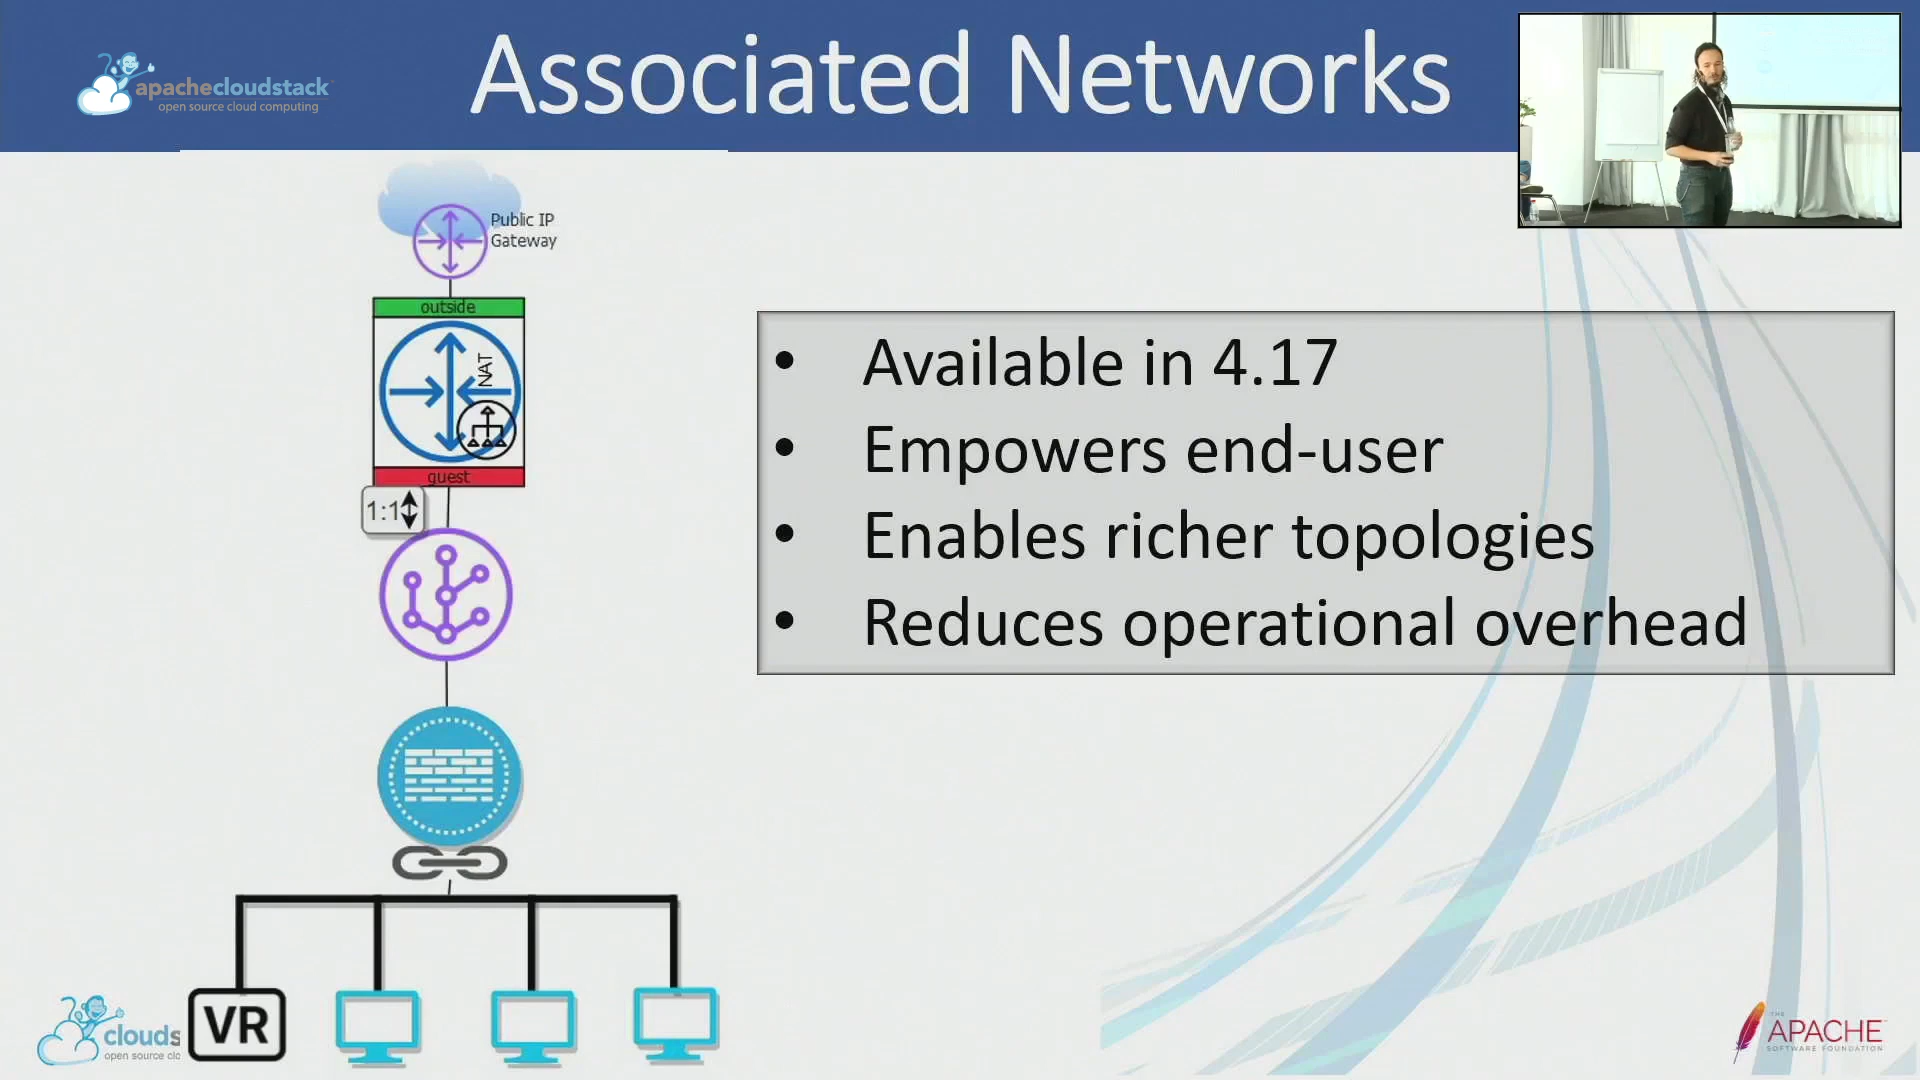 Associated Networks
apachecloudstack
open source cloud computing
Public IP
Gateway
outside
NAT
guest
1:1
• Available in 4.17
• Empowers end-user
• Enables richer topologies
• Reduces operational overhead
VR
clouds
open source clo
THE
APACHE
SOFTWARE FOUNDATION